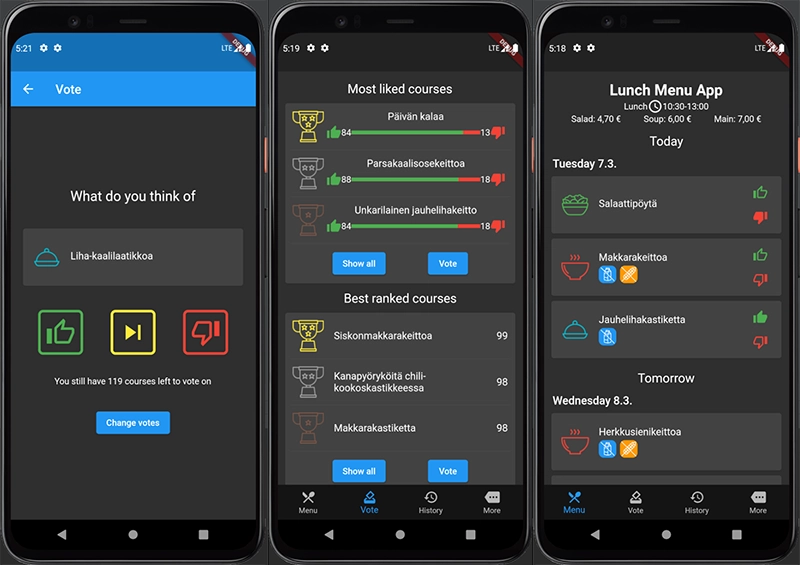 5:21
LTE
DEBUG
Vote
What do you think of
Liha-kaalilaatikkoa
You still have 119 courses left to vote on
Change votes
5:19
LTE
DEBUG
Most liked courses
Päivän kalaa
84 13
Parsakaalisosekeittoa
88 18
Unkarilainen jauhelihakeitto
84 18
Show all Vote
Best ranked courses
Siskonmakkarakeittoa 99
Kanapyöryköitä chili-
kookoskastikkeessa 98
Makkarakastiketta 98
Show all Vote
Menu Vote History More
5:18
LTE
DEBUG
Lunch Menu App
Lunch 10:30-13:00
Salad: 4,70 € Soup: 6,00 € Main: 7,00 €
Today
Tuesday 7.3.
Salaattipöytä
Makkarakeittoa
Jauhelihakastiketta
Tomorrow
Wednesday 8.3.
Herkkusienikeittoa
Menu Vote History More